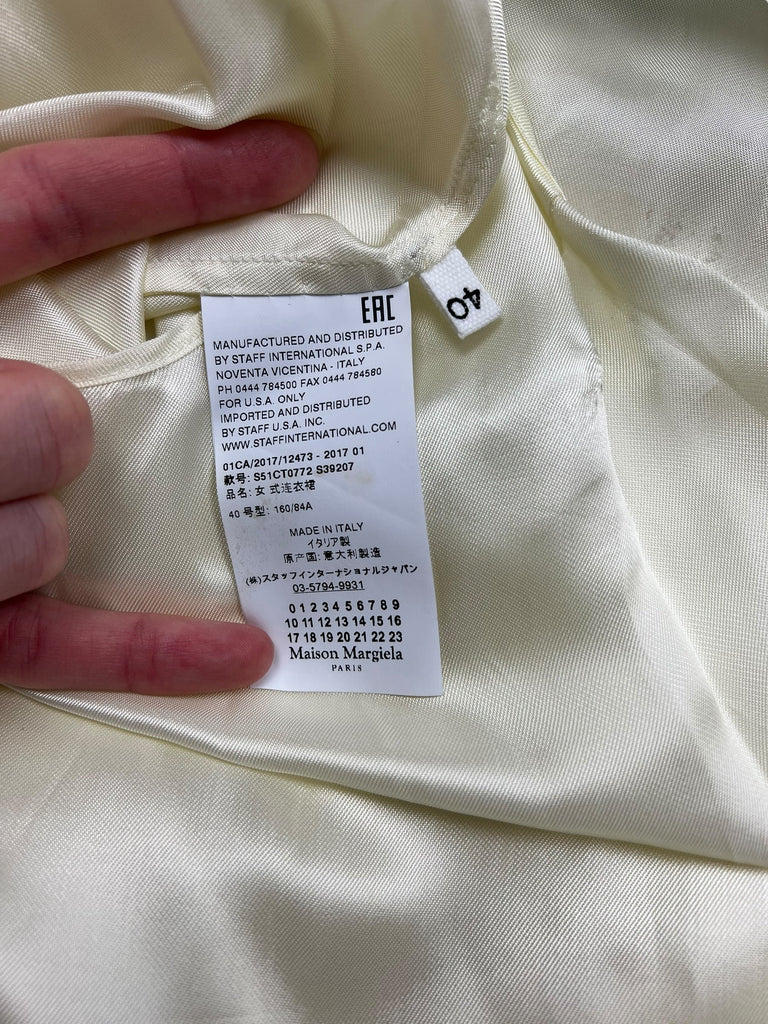 EAC
40
MANUFACTURED AND DISTRIBUTED
BY STAFF INTERNATIONAL S.P.A.
NOVENTA VICENTINA - ITALY
PH 0444 784500 FAX 0444 784580
FOR U.S.A. ONLY
IMPORTED AND DISTRIBUTED
BY STAFF U.S.A. INC.
WWW.STAFFINTERNATIONAL.COM
01CA/2017/12473 - 2017 01
款号: S51CT0772 S39207
品名: 女 式连衣裙
40 号型: 160/84A
MADE IN ITALY
イタリア製
原产国: 意大利製造
(株)スタッフインターナショナルジャパン
03-5794-9931
0 1 2 3 4 5 6 7 8 9
10 11 12 13 14 15 16
17 18 19 20 21 22 23
Maison Margiela
PARIS